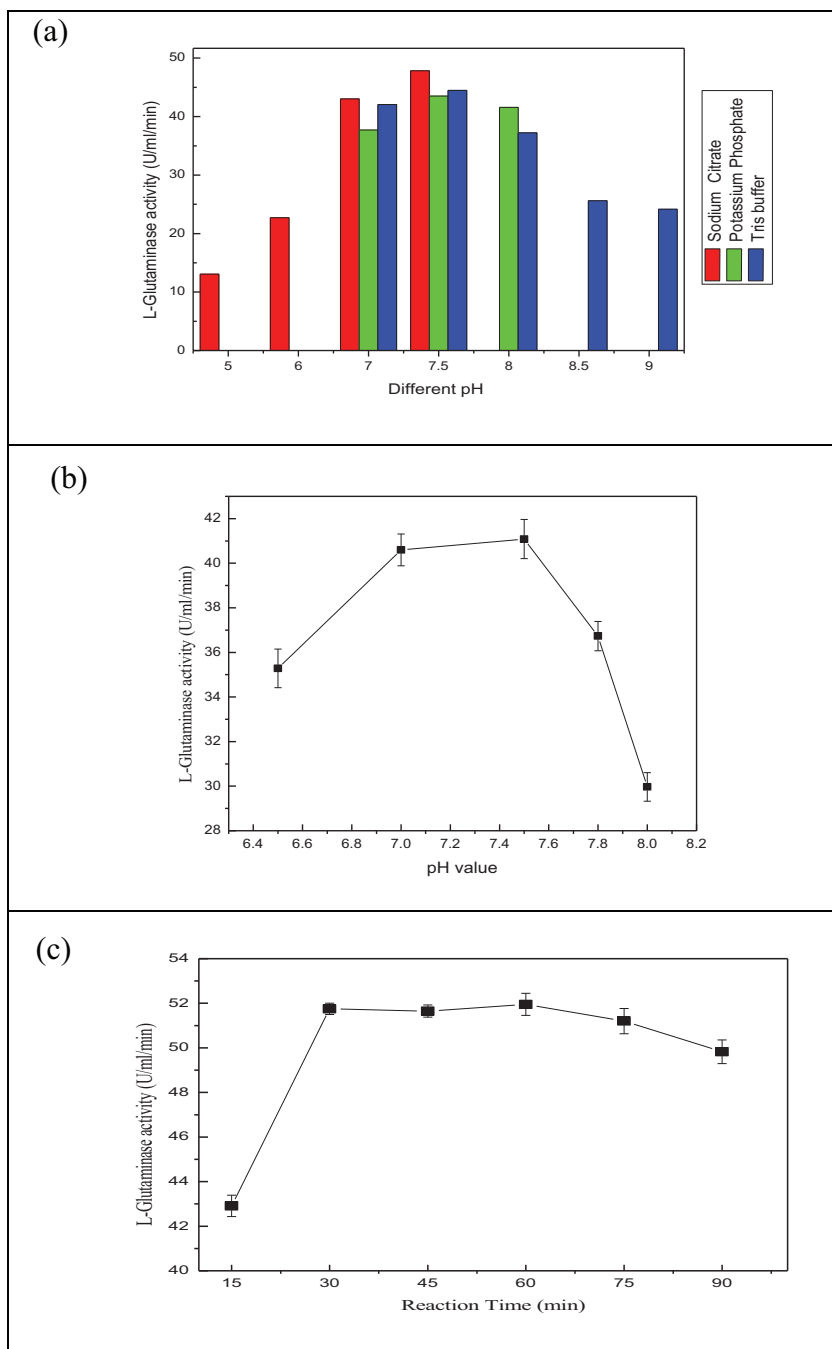 (a)
50
40
30
20
10
0
L-Glutaminase activity (U/ml/min)
5 6 7 7.5 8 8.5 9
Different pH
Sodium Citrate
Potassium Phosphate
Tris buffer
(b)
42
40
38
36
34
32
30
28
L-Glutaminase activity (U/ml/min)
6.4 6.6 6.8 7.0 7.2 7.4 7.6 7.8 8.0 8.2
pH value
(c)
54
52
50
48
46
44
42
40
L-Glutaminase activity (U/ml/min)
15 30 45 60 75 90
Reaction Time (min)